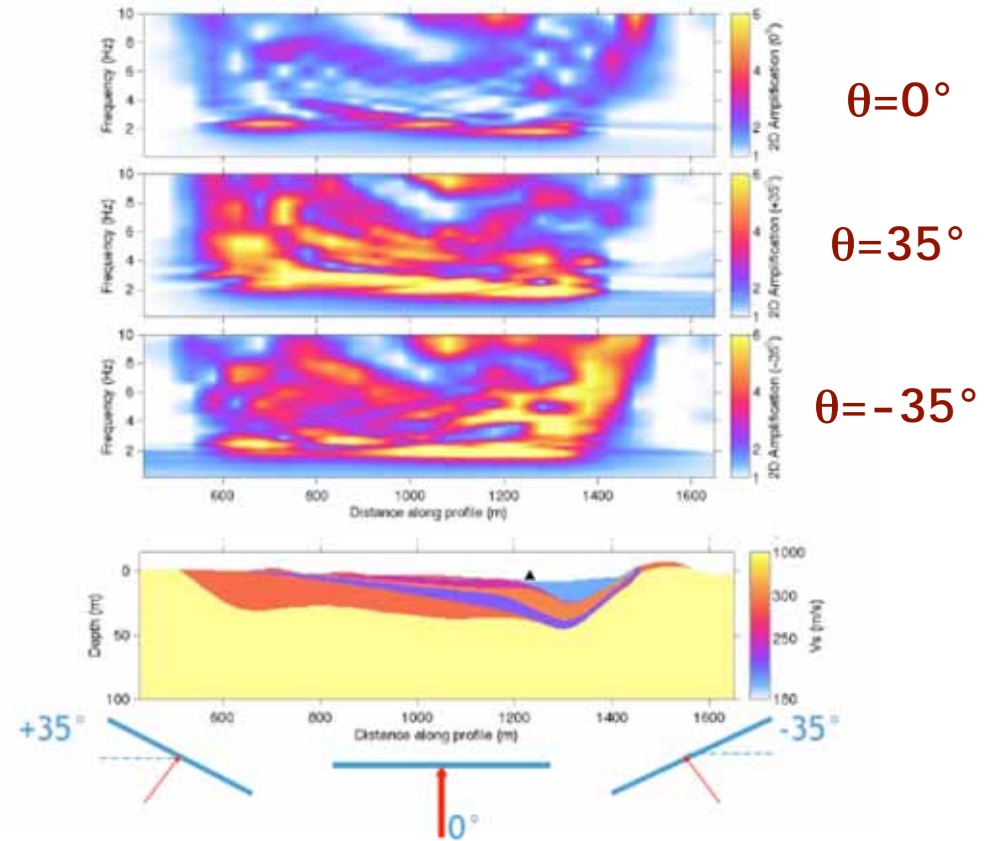 10
8
6
4
2
Frequency (Hz)
6
4
2
1
2D Amplification (0°)
θ=0°
10
8
6
4
2
Frequency (Hz)
6
4
2
1
2D Amplification (+35°)
θ=35°
10
8
6
4
2
Frequency (Hz)
6
4
2
1
2D Amplification (-35°)
θ=-35°
600 800 1000 1200 1400 1600
Distance along profile (m)
0
50
100
Depth (m)
1000
300
250
Vs (m/s)
600 800 1000 1200 1400 1600
Distance along profile (m)
+35°
-35°
0°